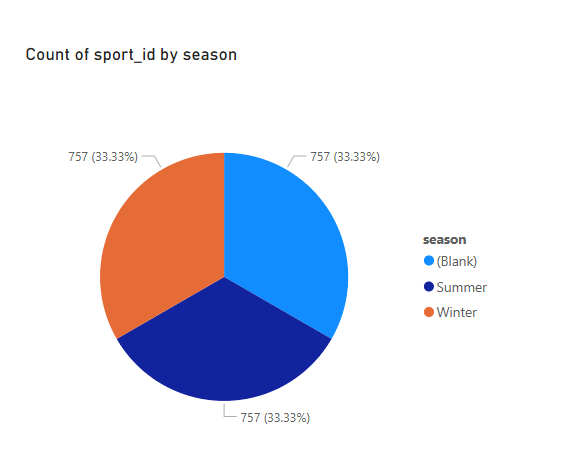 Count of sport_id by season
757 (33.33%)
757 (33.33%)
season
(Blank)
Summer
Winter
757 (33.33%)